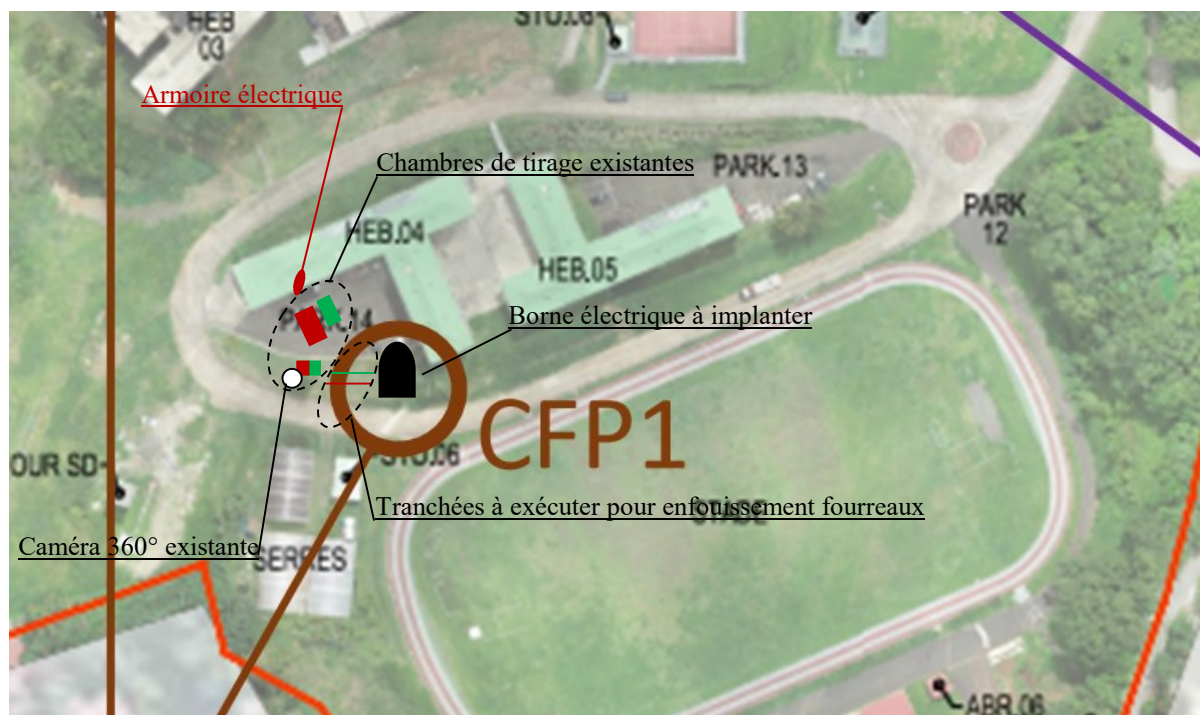 HEB
03
STO.08
Armoire électrique
Chambres de tirage existantes
PARK.13
PARK
12
HEB.04
HEB.05
Borne électrique à implanter
CFP1
STO.06
OUR SD
Tranchées à exécuter pour enfouissement fourreaux
STADE
Caméra 360° existante
SERRES
ABR.06